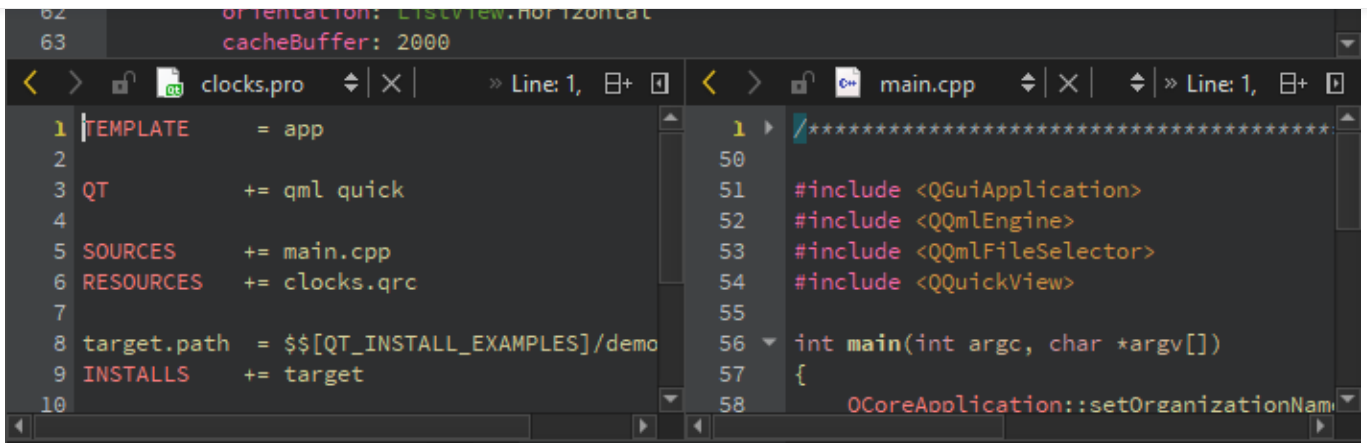 62 orientation: ListView.Horizontal
63 cacheBuffer: 2000
clocks.pro » Line: 1,
1 TEMPLATE = app
2
3 QT += qml quick
4
5 SOURCES += main.cpp
6 RESOURCES += clocks.qrc
7
8 target.path = $$[QT_INSTALL_EXAMPLES]/demo
9 INSTALLS += target
10
main.cpp » Line: 1,
1 /****************************************
50
51 #include <QGuiApplication>
52 #include <QQmlEngine>
53 #include <QQmlFileSelector>
54 #include <QQuickView>
55
56 int main(int argc, char *argv[])
57 {
58 QCoreApplication::setOrganizationNam